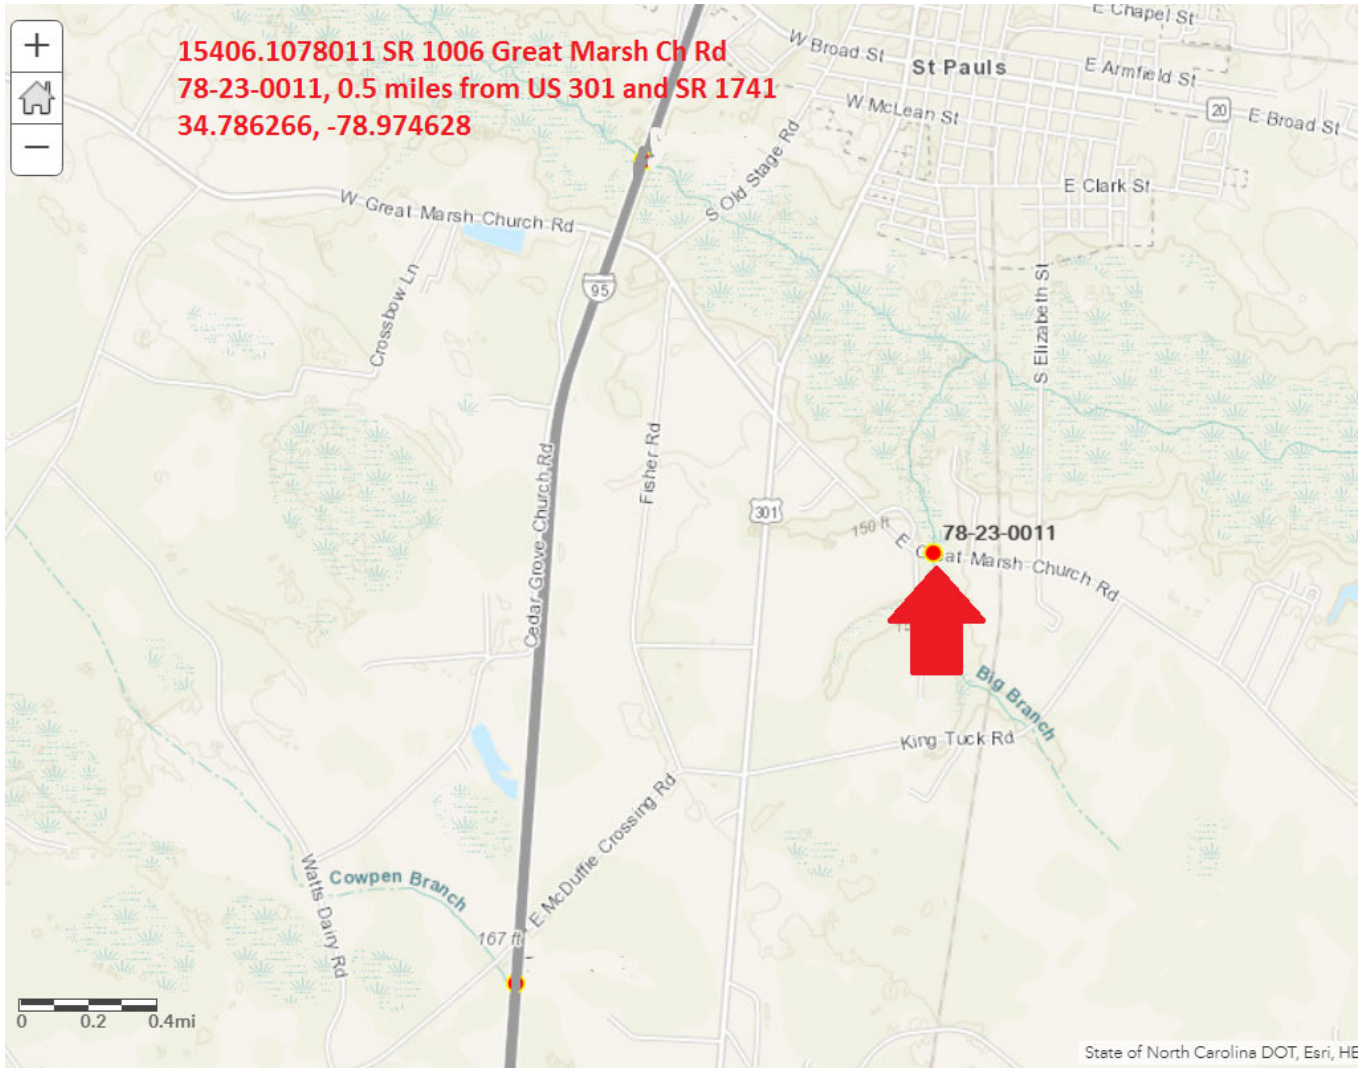 E Chapel St
15406.1078011 SR 1006 Great Marsh Ch Rd
78-23-0011, 0.5 miles from US 301 and SR 1741
34.786266, -78.974628
W Broad St
St Pauls
E Armfield St
W McLean St
20
E Broad St
S Old Stage Rd
E Clark St
W Great Marsh Church Rd
95
Crossbow Ln
S Elizabeth St
Fisher Rd
Cedar Grove Church Rd
301
150 ft
78-23-0011
E Great Marsh Church Rd
Big Branch
King Tuck Rd
E McDuffie Crossing Rd
Watts Dairy Rd
Cowpen Branch
167 ft
0 0.2 0.4mi
State of North Carolina DOT, Esri, HE